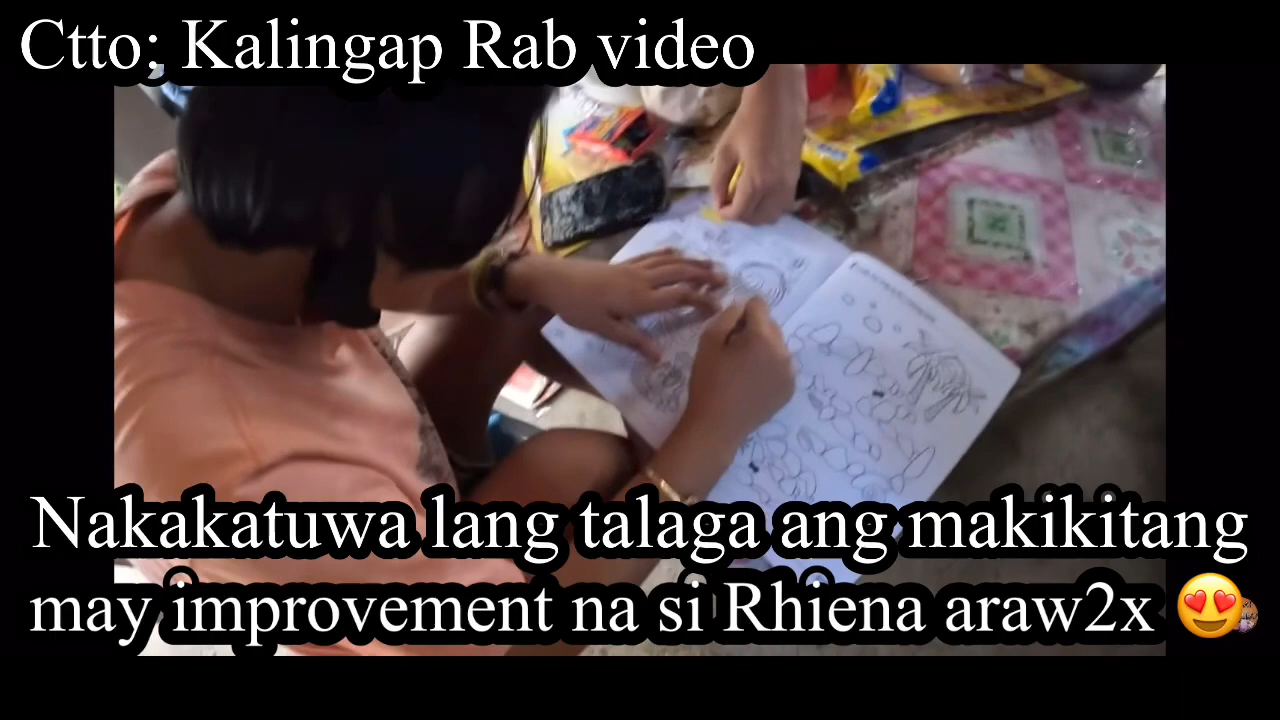 Ctto; Kalingap Rab video
Nakakatuwa lang talaga ang makikitang
may improvement na si Rhiena araw2x 😍